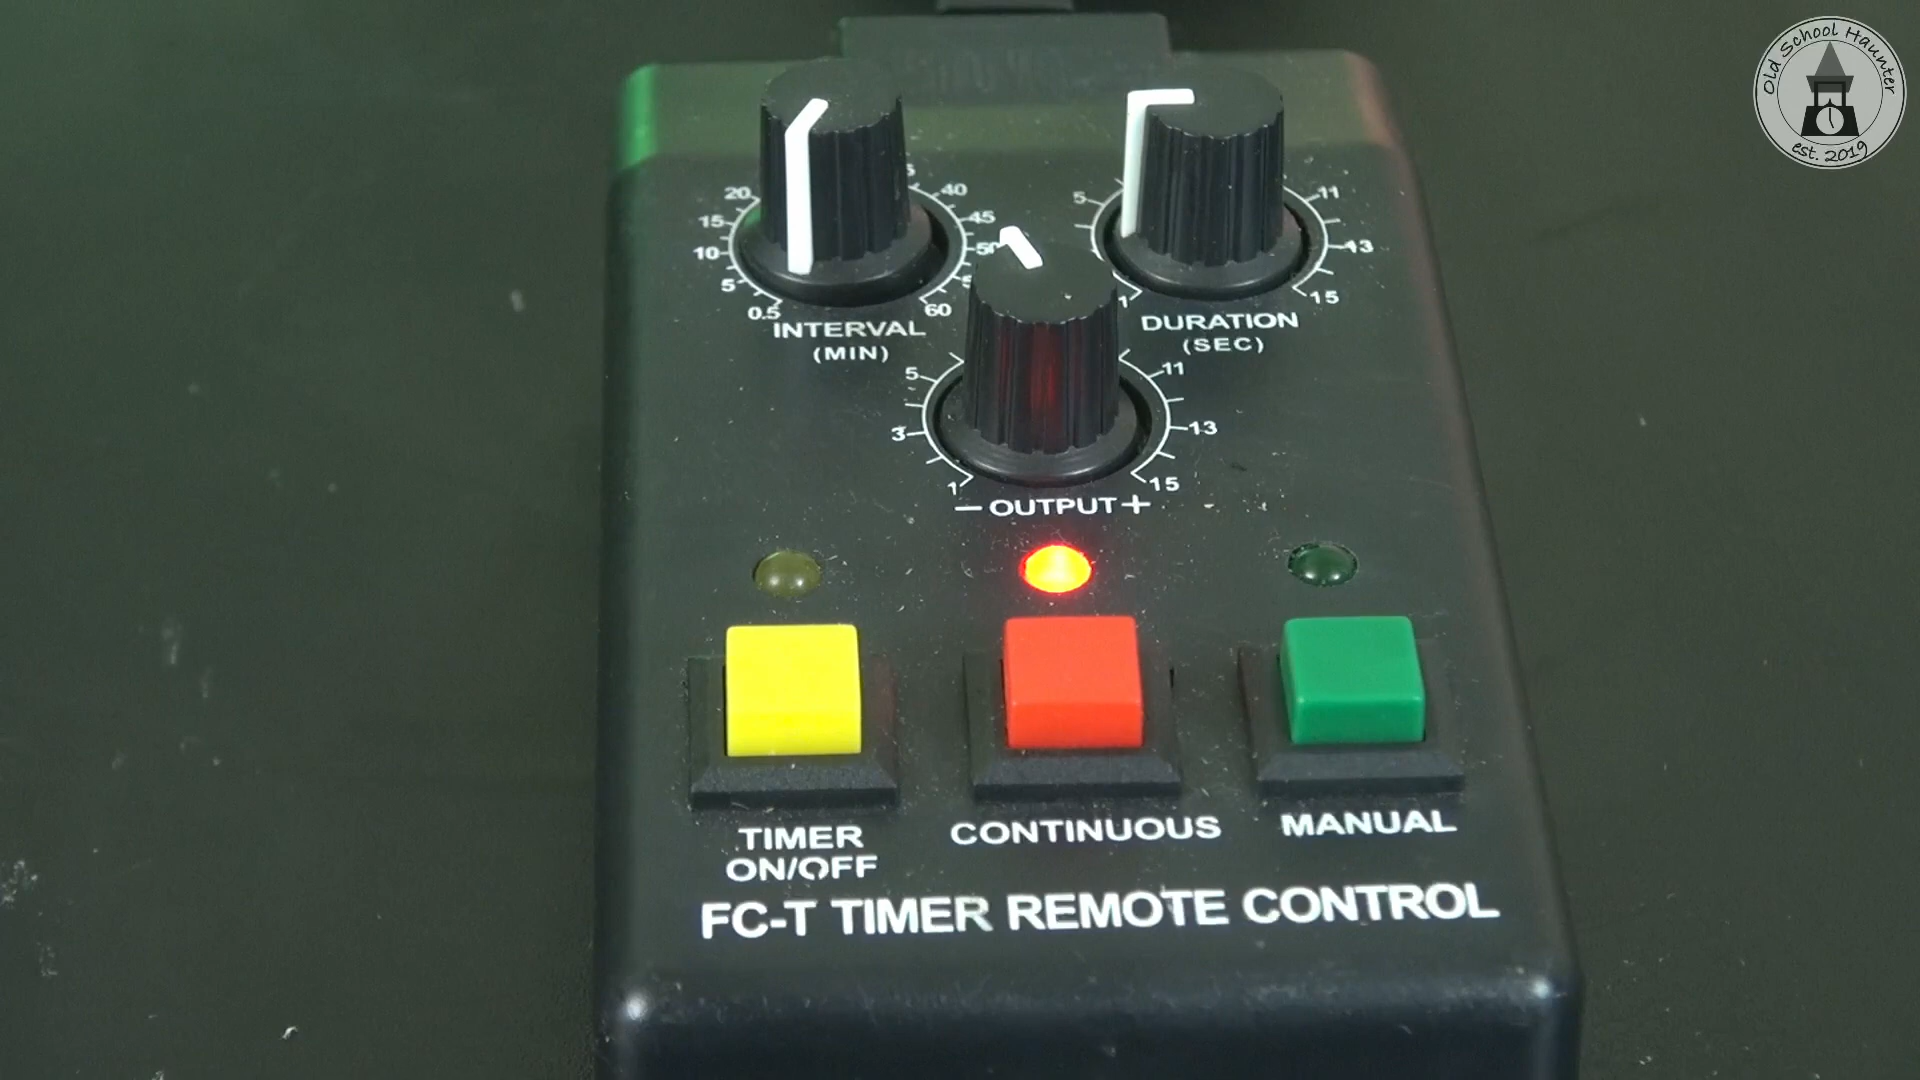 Old School Haunter
est. 2019
20
15
10
5
0.5
40
45
50
60
INTERVAL
(MIN)
5
1
11
13
15
DURATION
(SEC)
5
3
1
11
13
15
− OUTPUT +
TIMER
ON/OFF
CONTINUOUS
MANUAL
FC-T TIMER REMOTE CONTROL